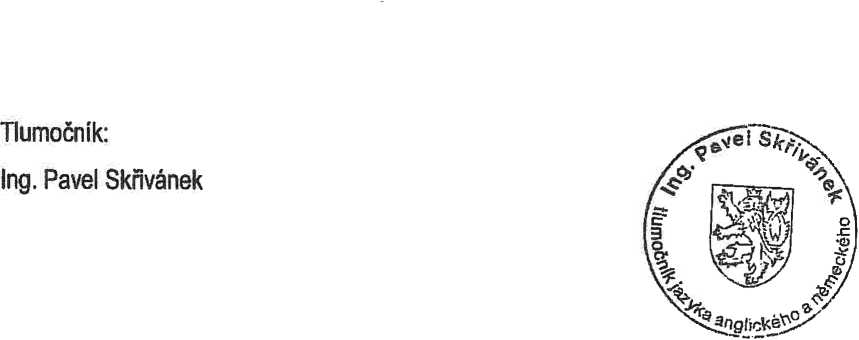 Tlumočník:
Ing. Pavel Skřivánek
Ing. Pavel Skřivánek
tlumočník jazyka anglického a německého